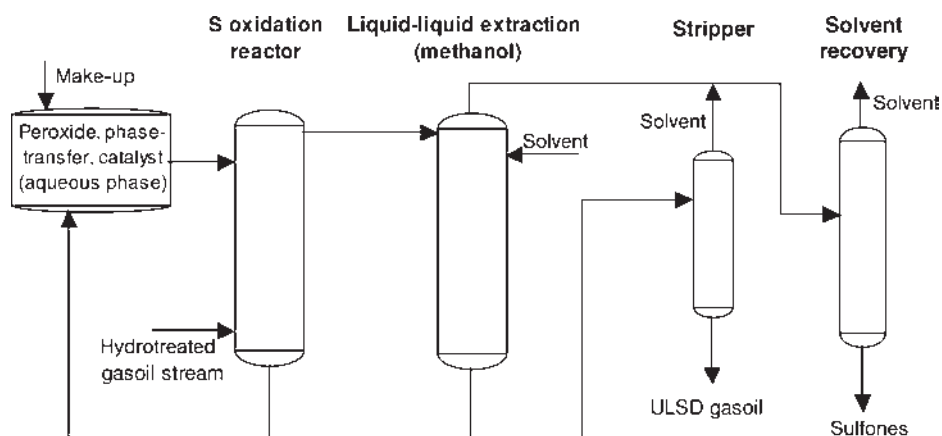 S oxidation
reactor
Liquid-liquid extraction
(methanol)
Stripper
Solvent
recovery
Make-up
Peroxide, phase-
transfer, catalyst
(aqueous phase)
Solvent
Solvent
Solvent
Hydrotreated
gasoil stream
ULSD gasoil
Sulfones